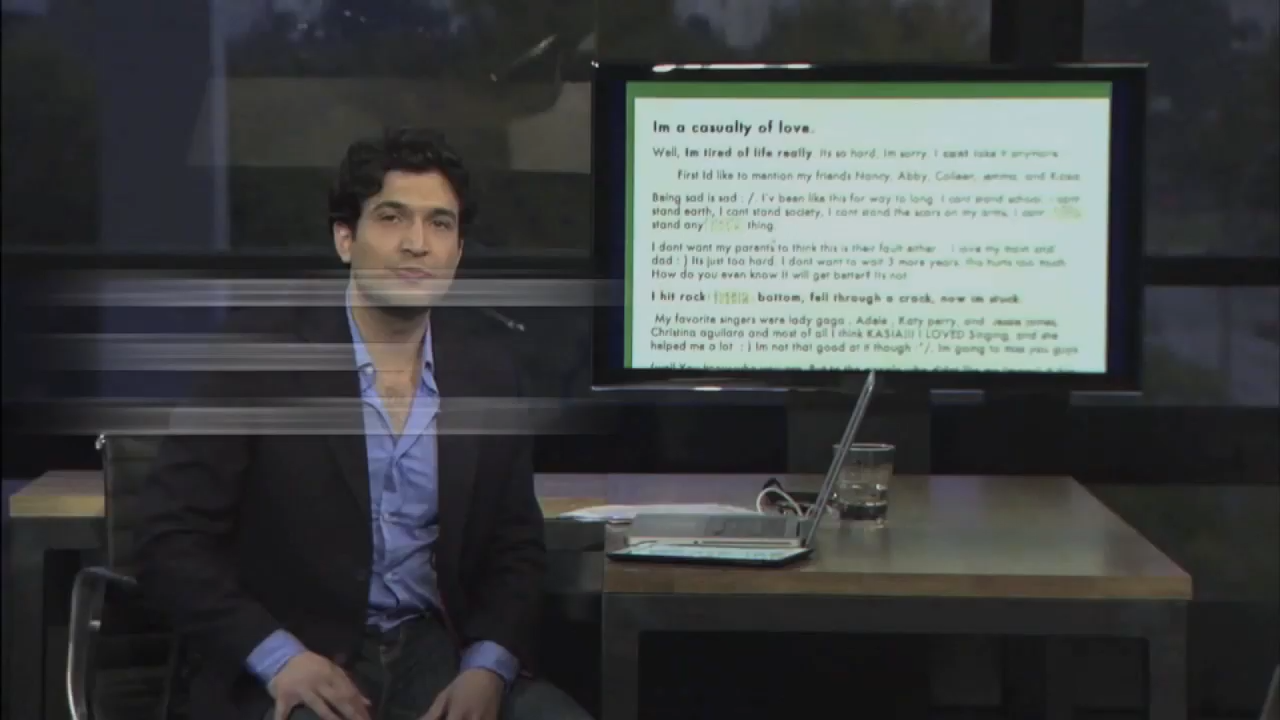 Im a casualty of love.
Well, Im tired of life really Its so hard, Im sorry. I cant take it anymore
First Id like to mention my friends Nancy, Abby, Colleen, and Kasia
Being sad is sad : /. I'v been like this for way to long. I cant stand school, I cant
stand earth, I cant stand society, I cant stand the scars on my arms, I cant
stand any thing.
I dont want my parents to think this is their fault either I love my mom and
dad : ) Its just too hard. I dont want to wait 3 more years, this hurts too much
How do you even know It will get better? Its not.
I hit rock bottom, fell through a crack, now im stuck.
My favorite singers were lady gaga , Adele , Katy perry, and
Christina aguilara and most of all I think KASIA!!! I LOVED Singing, and she
helped me a lot : ) Im not that good at it though :"/. Im going to miss you guys